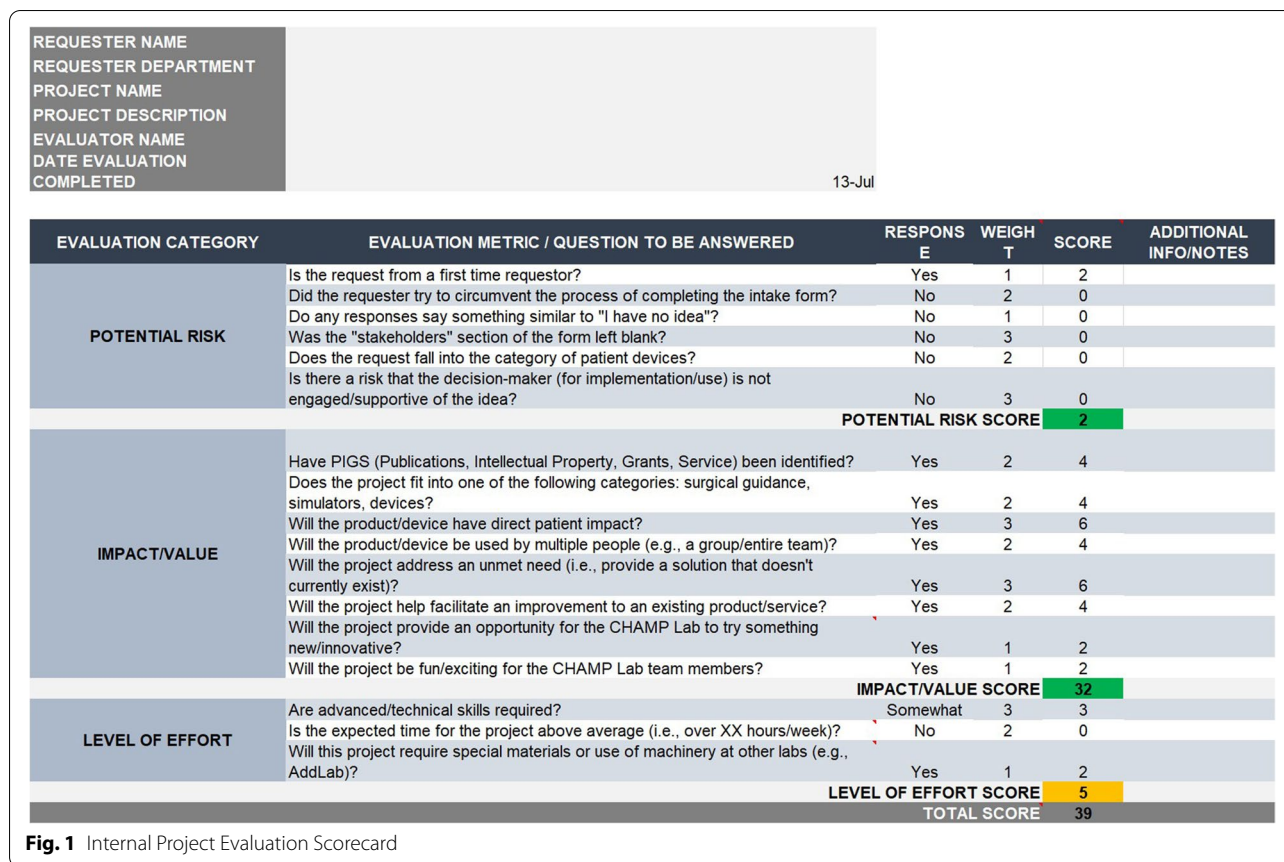 REQUESTER NAME
REQUESTER DEPARTMENT
PROJECT NAME
PROJECT DESCRIPTION
EVALUATOR NAME
DATE EVALUATION
COMPLETED 13-Jul
EVALUATION CATEGORY EVALUATION METRIC / QUESTION TO BE ANSWERED RESPONS E WEIGH T SCORE ADDITIONAL INFO/NOTES
POTENTIAL RISK
Is the request from a first time requestor? Yes 1 2
Did the requester try to circumvent the process of completing the intake form? No 2 0
Do any responses say something similar to "I have no idea"? No 1 0
Was the "stakeholders" section of the form left blank? No 3 0
Does the request fall into the category of patient devices? No 2 0
Is there a risk that the decision-maker (for implementation/use) is not
engaged/supportive of the idea? No 3 0
POTENTIAL RISK SCORE 2
IMPACT/VALUE
Have PIGS (Publications, Intellectual Property, Grants, Service) been identified? Yes 2 4
Does the project fit into one of the following categories: surgical guidance,
simulators, devices? Yes 2 4
Will the product/device have direct patient impact? Yes 3 6
Will the product/device be used by multiple people (e.g., a group/entire team)? Yes 2 4
Will the project address an unmet need (i.e., provide a solution that doesn't
currently exist)? Yes 3 6
Will the project help facilitate an improvement to an existing product/service? Yes 2 4
Will the project provide an opportunity for the CHAMP Lab to try something
new/innovative? Yes 1 2
Will the project be fun/exciting for the CHAMP Lab team members? Yes 1 2
IMPACT/VALUE SCORE 32
LEVEL OF EFFORT
Are advanced/technical skills required? Somewhat 3 3
Is the expected time for the project above average (i.e., over XX hours/week)? No 2 0
Will this project require special materials or use of machinery at other labs (e.g.,
AddLab)? Yes 1 2
LEVEL OF EFFORT SCORE 5
TOTAL SCORE 39
Fig. 1 Internal Project Evaluation Scorecard